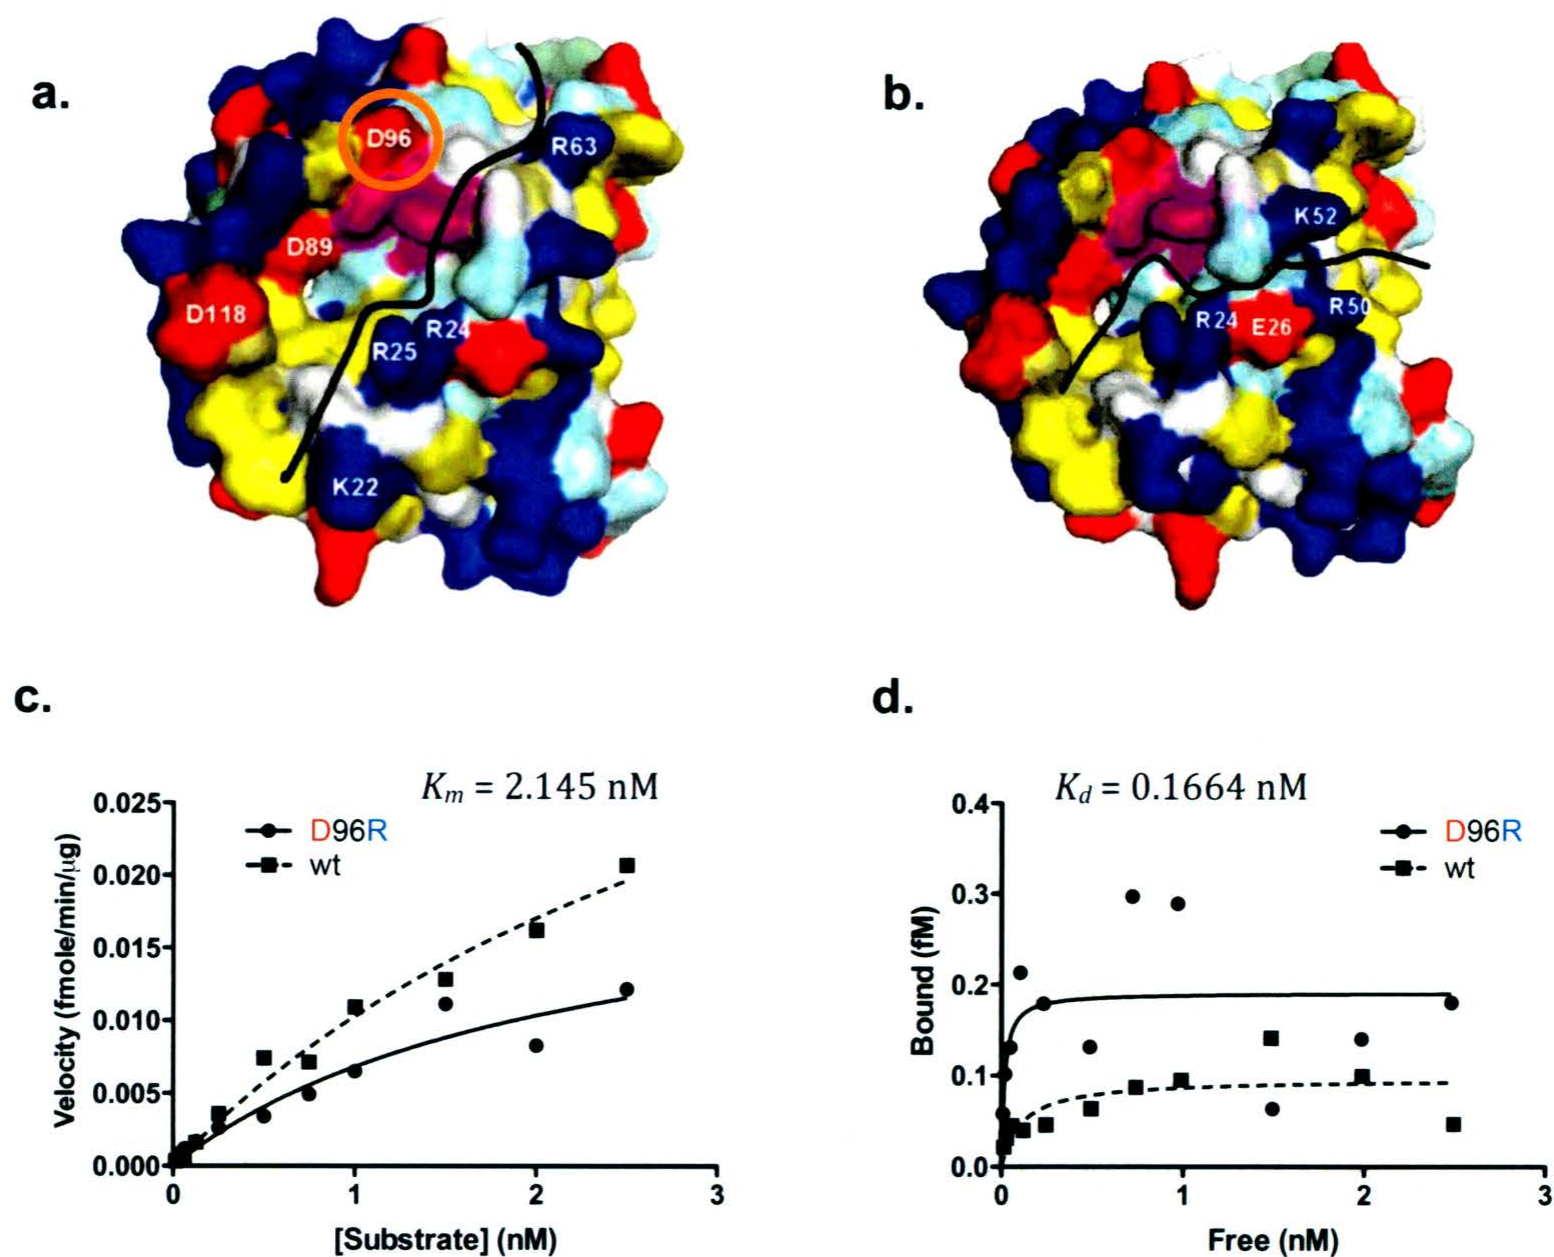 a.
D96
R63
D89
D118
R24
R25
K22
b.
K52
R24
E26
R50
c.
K_m = 2.145 nM
D96R
wt
Velocity (fmole/min/µg)
0.025
0.020
0.015
0.010
0.005
0.000
0
1
2
3
[Substrate] (nM)
d.
K_d = 0.1664 nM
D96R
wt
Bound (fM)
0.4
0.3
0.2
0.1
0.0
0
1
2
3
Free (nM)